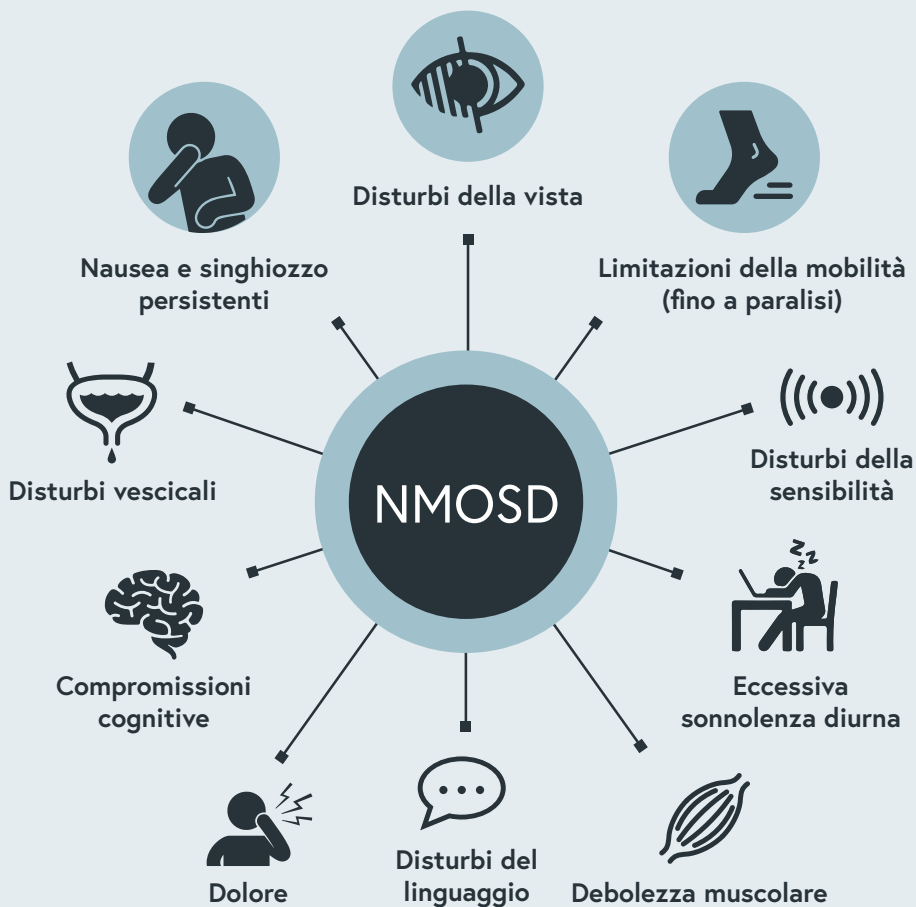 Disturbi della vista
Nausea e singhiozzo
persistenti
Limitazioni della mobilità
(fino a paralisi)
Disturbi vescicali
Disturbi della
sensibilità
NMOSD
Compromissioni
cognitive
Eccessiva
sonnolenza diurna
z z z
Dolore
Disturbi del
linguaggio
Debolezza muscolare